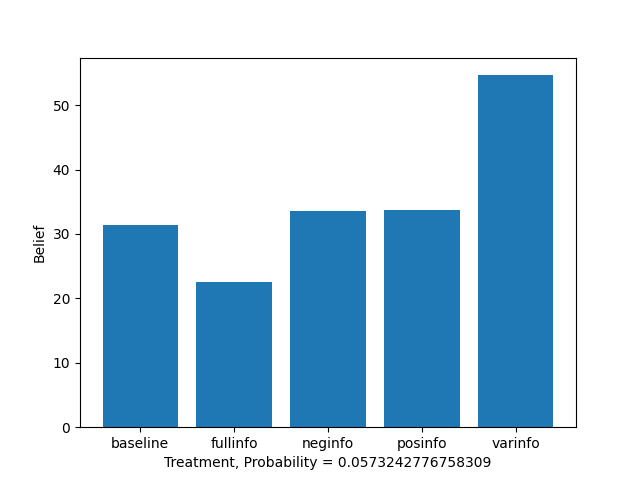 50
40
30
20
10
0
Belief
baseline fullinfo neginfo posinfo varinfo
Treatment, Probability = 0.0573242776758309